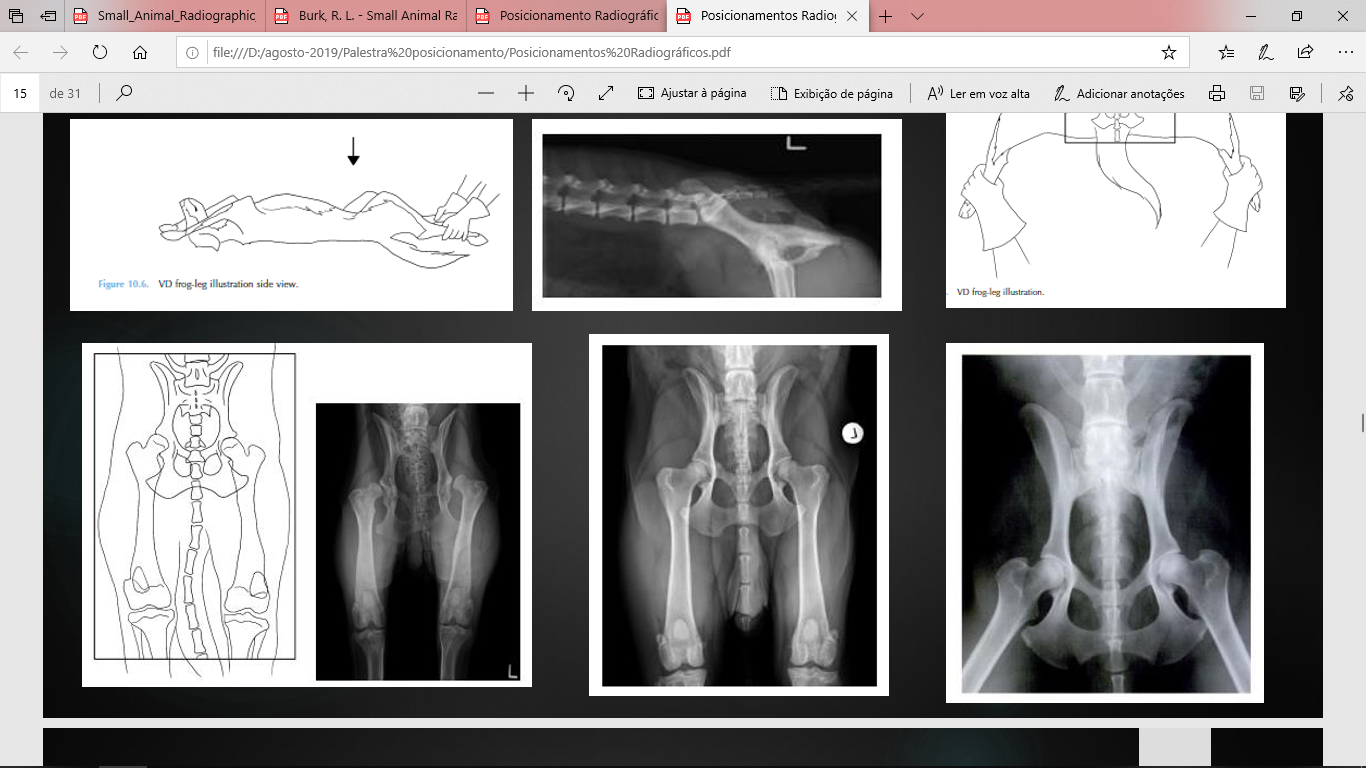 Small_Animal_Radiographic
Burk, R. L. - Small Animal Ra
Posicionamento Radiográfic
Posicionamentos Radiog
file:///D:/agosto-2019/Palestra%20posicionamento/Posicionamentos%20Radiográficos.pdf
15 de 31
Ajustar à página
Exibição de página
Ler em voz alta
Adicionar anotações
L
Figure 10.6. VD frog-leg illustration side view.
. VD frog-leg illustration.
L